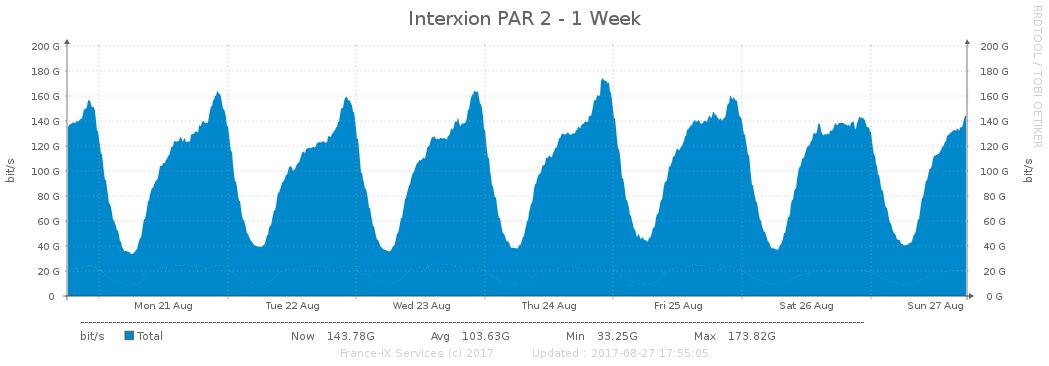 Interxion PAR 2 - 1 Week
RRDTOOL / TOBI OETIKER
200 G 200 G
180 G 180 G
160 G 160 G
140 G 140 G
120 G 120 G
100 G 100 G
80 G 80 G
60 G 60 G
40 G 40 G
20 G 20 G
0 0 G
bit/s
bit/s
Mon 21 Aug Tue 22 Aug Wed 23 Aug Thu 24 Aug Fri 25 Aug Sat 26 Aug Sun 27 Aug
bit/s Total Now 143.78G Avg 103.63G Min 33.25G Max 173.82G
France-IX Services (c) 2017 Updated : 2017-08-27 17:55:05